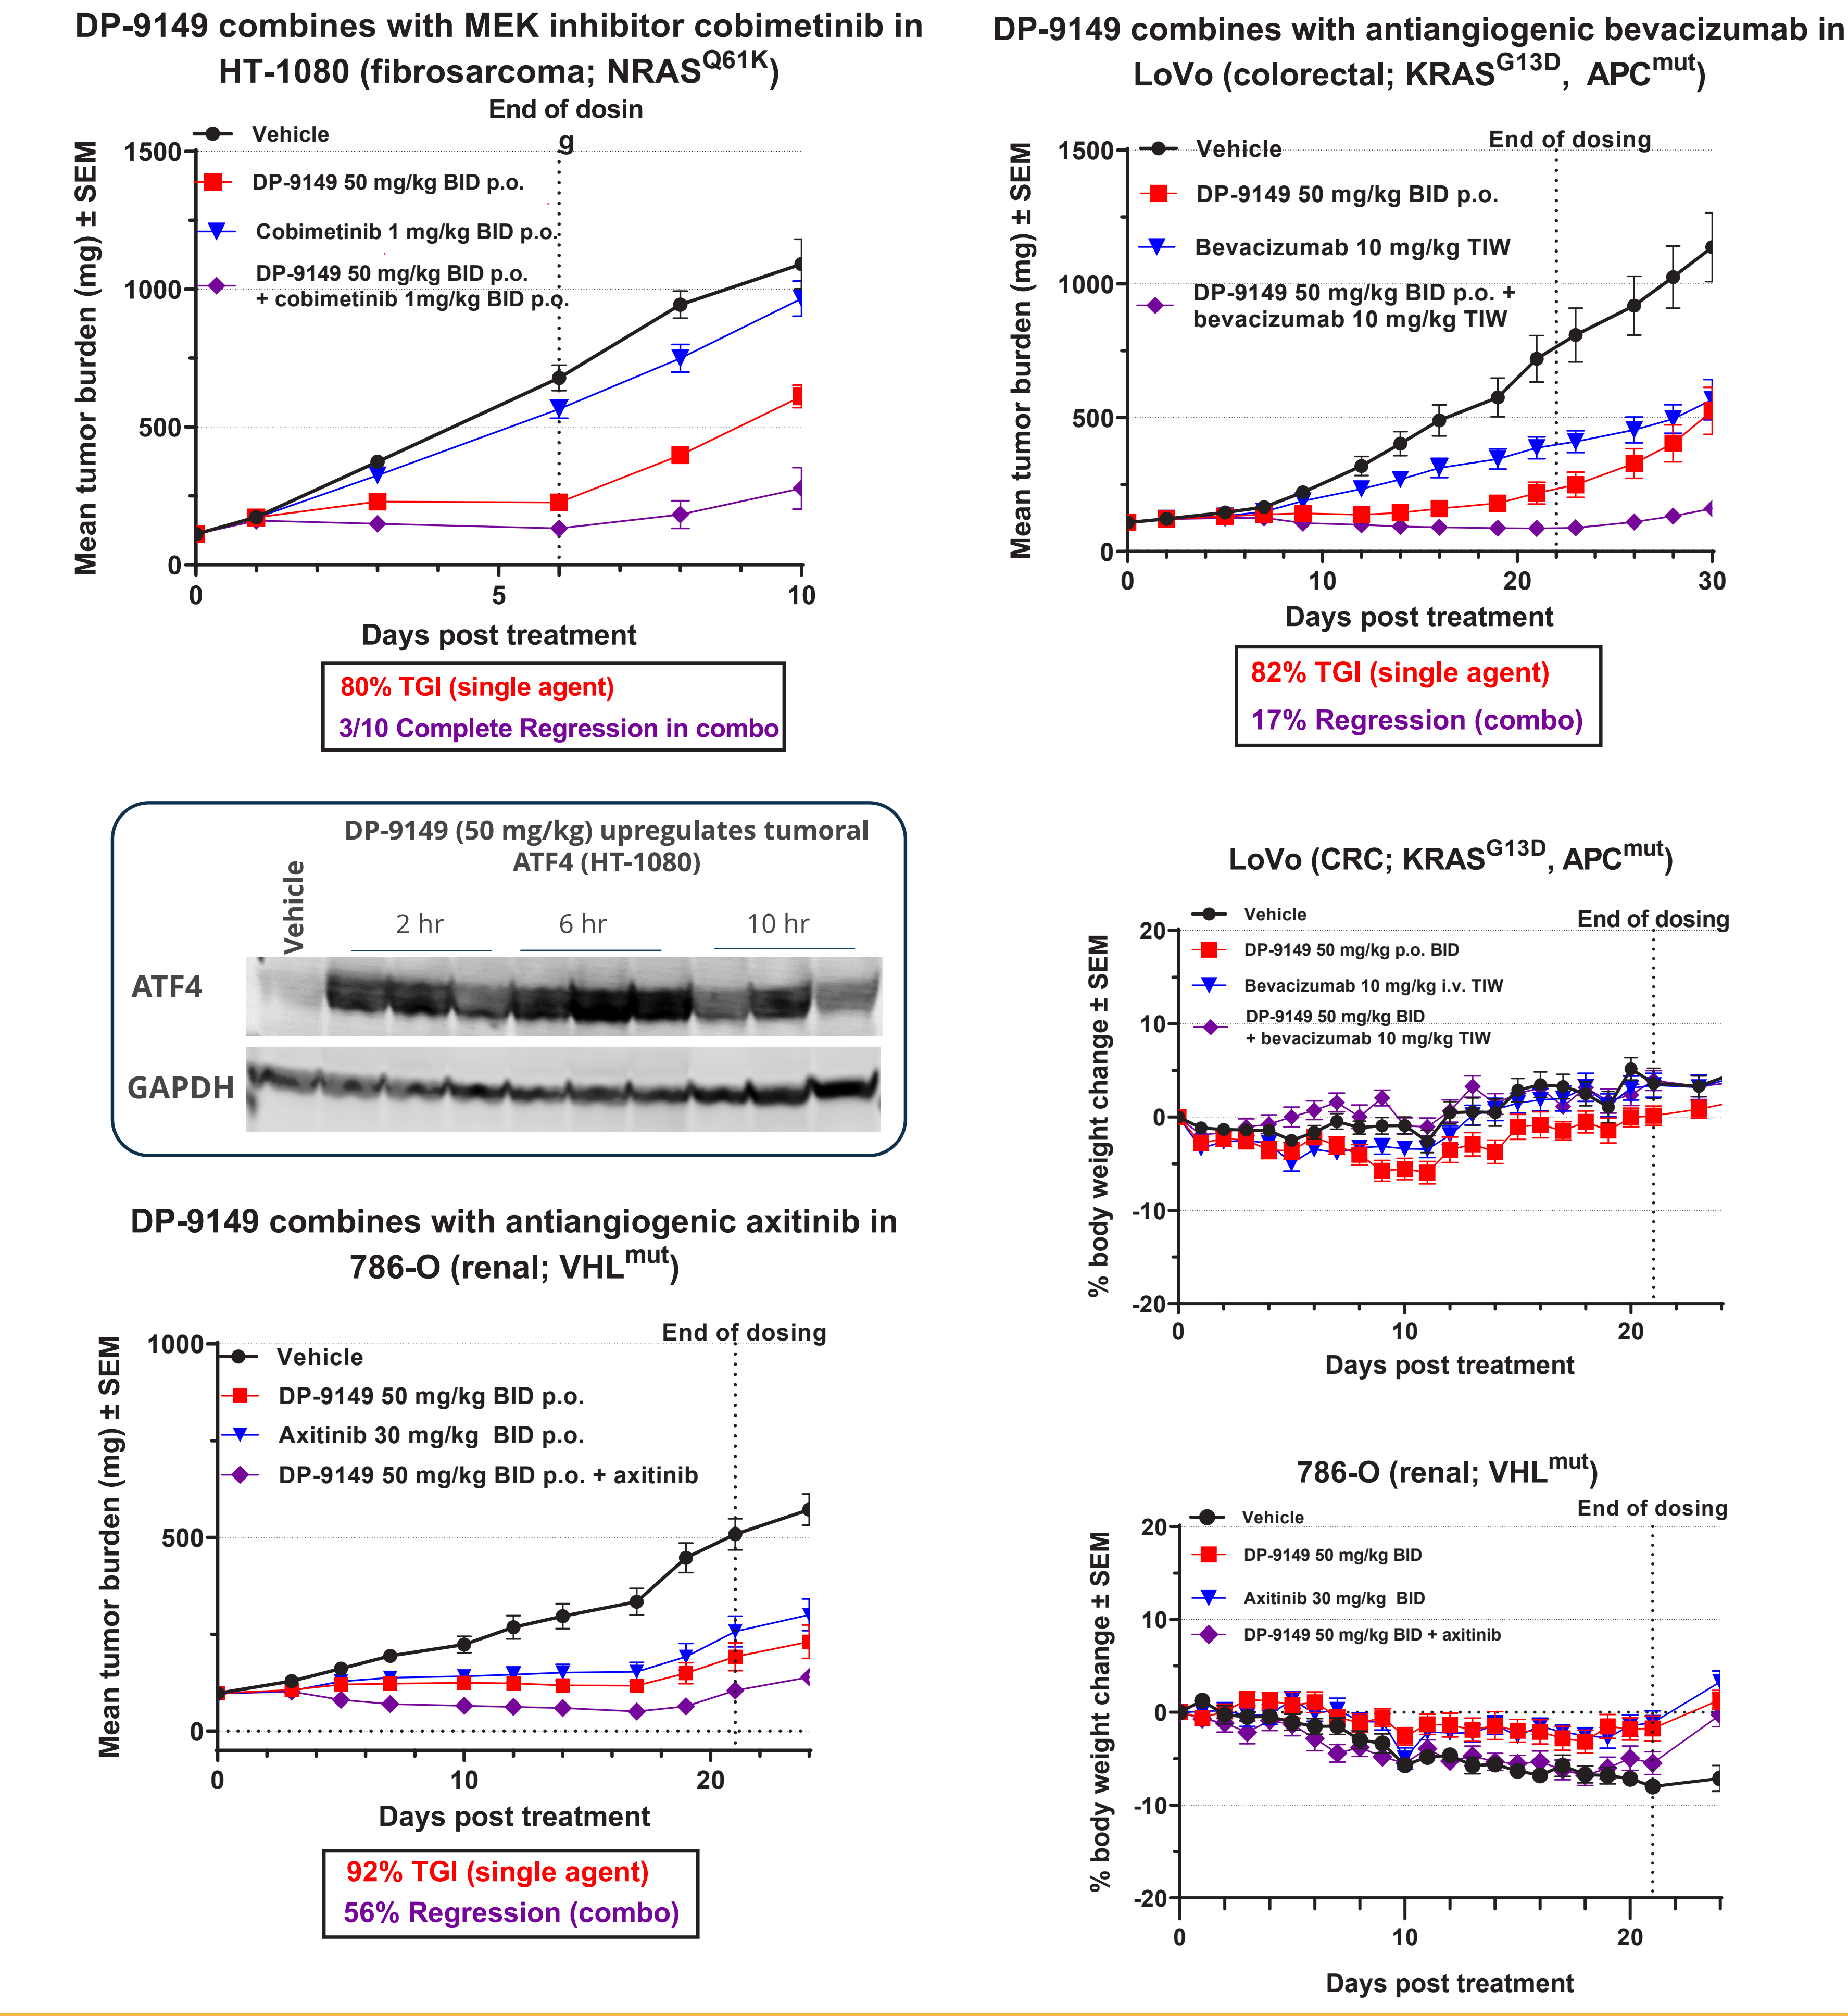 DP-9149 combines with MEK inhibitor cobimetinib in
HT-1080 (fibrosarcoma; NRASQ61K)
End of dosin
g
Vehicle
DP-9149 50 mg/kg BID p.o.
Cobimetinib 1 mg/kg BID p.o.
DP-9149 50 mg/kg BID p.o.
+ cobimetinib 1mg/kg BID p.o.
Mean tumor burden (mg) ± SEM
1500
1000
500
0
0 5 10
Days post treatment
80% TGI (single agent)
3/10 Complete Regression in combo
DP-9149 combines with antiangiogenic bevacizumab in
LoVo (colorectal; KRASG13D, APCmut)
End of dosing
Vehicle
DP-9149 50 mg/kg BID p.o.
Bevacizumab 10 mg/kg TIW
DP-9149 50 mg/kg BID p.o. +
bevacizumab 10 mg/kg TIW
Mean tumor burden (mg) ± SEM
1500
1000
500
0
0 10 20 30
Days post treatment
82% TGI (single agent)
17% Regression (combo)
DP-9149 (50 mg/kg) upregulates tumoral
ATF4 (HT-1080)
Vehicle
2 hr 6 hr 10 hr
ATF4
GAPDH
LoVo (CRC; KRASG13D, APCmut)
End of dosing
Vehicle
DP-9149 50 mg/kg p.o. BID
Bevacizumab 10 mg/kg i.v. TIW
DP-9149 50 mg/kg BID
+ bevacizumab 10 mg/kg TIW
% body weight change ± SEM
20
10
0
-10
-20
0 10 20
Days post treatment
DP-9149 combines with antiangiogenic axitinib in
786-O (renal; VHLmut)
End of dosing
Vehicle
DP-9149 50 mg/kg BID p.o.
Axitinib 30 mg/kg BID p.o.
DP-9149 50 mg/kg BID p.o. + axitinib
Mean tumor burden (mg) ± SEM
1000
500
0
0 10 20
Days post treatment
92% TGI (single agent)
56% Regression (combo)
786-O (renal; VHLmut)
End of dosing
Vehicle
DP-9149 50 mg/kg BID
Axitinib 30 mg/kg BID
DP-9149 50 mg/kg BID + axitinib
% body weight change ± SEM
20
10
0
-10
-20
0 10 20
Days post treatment